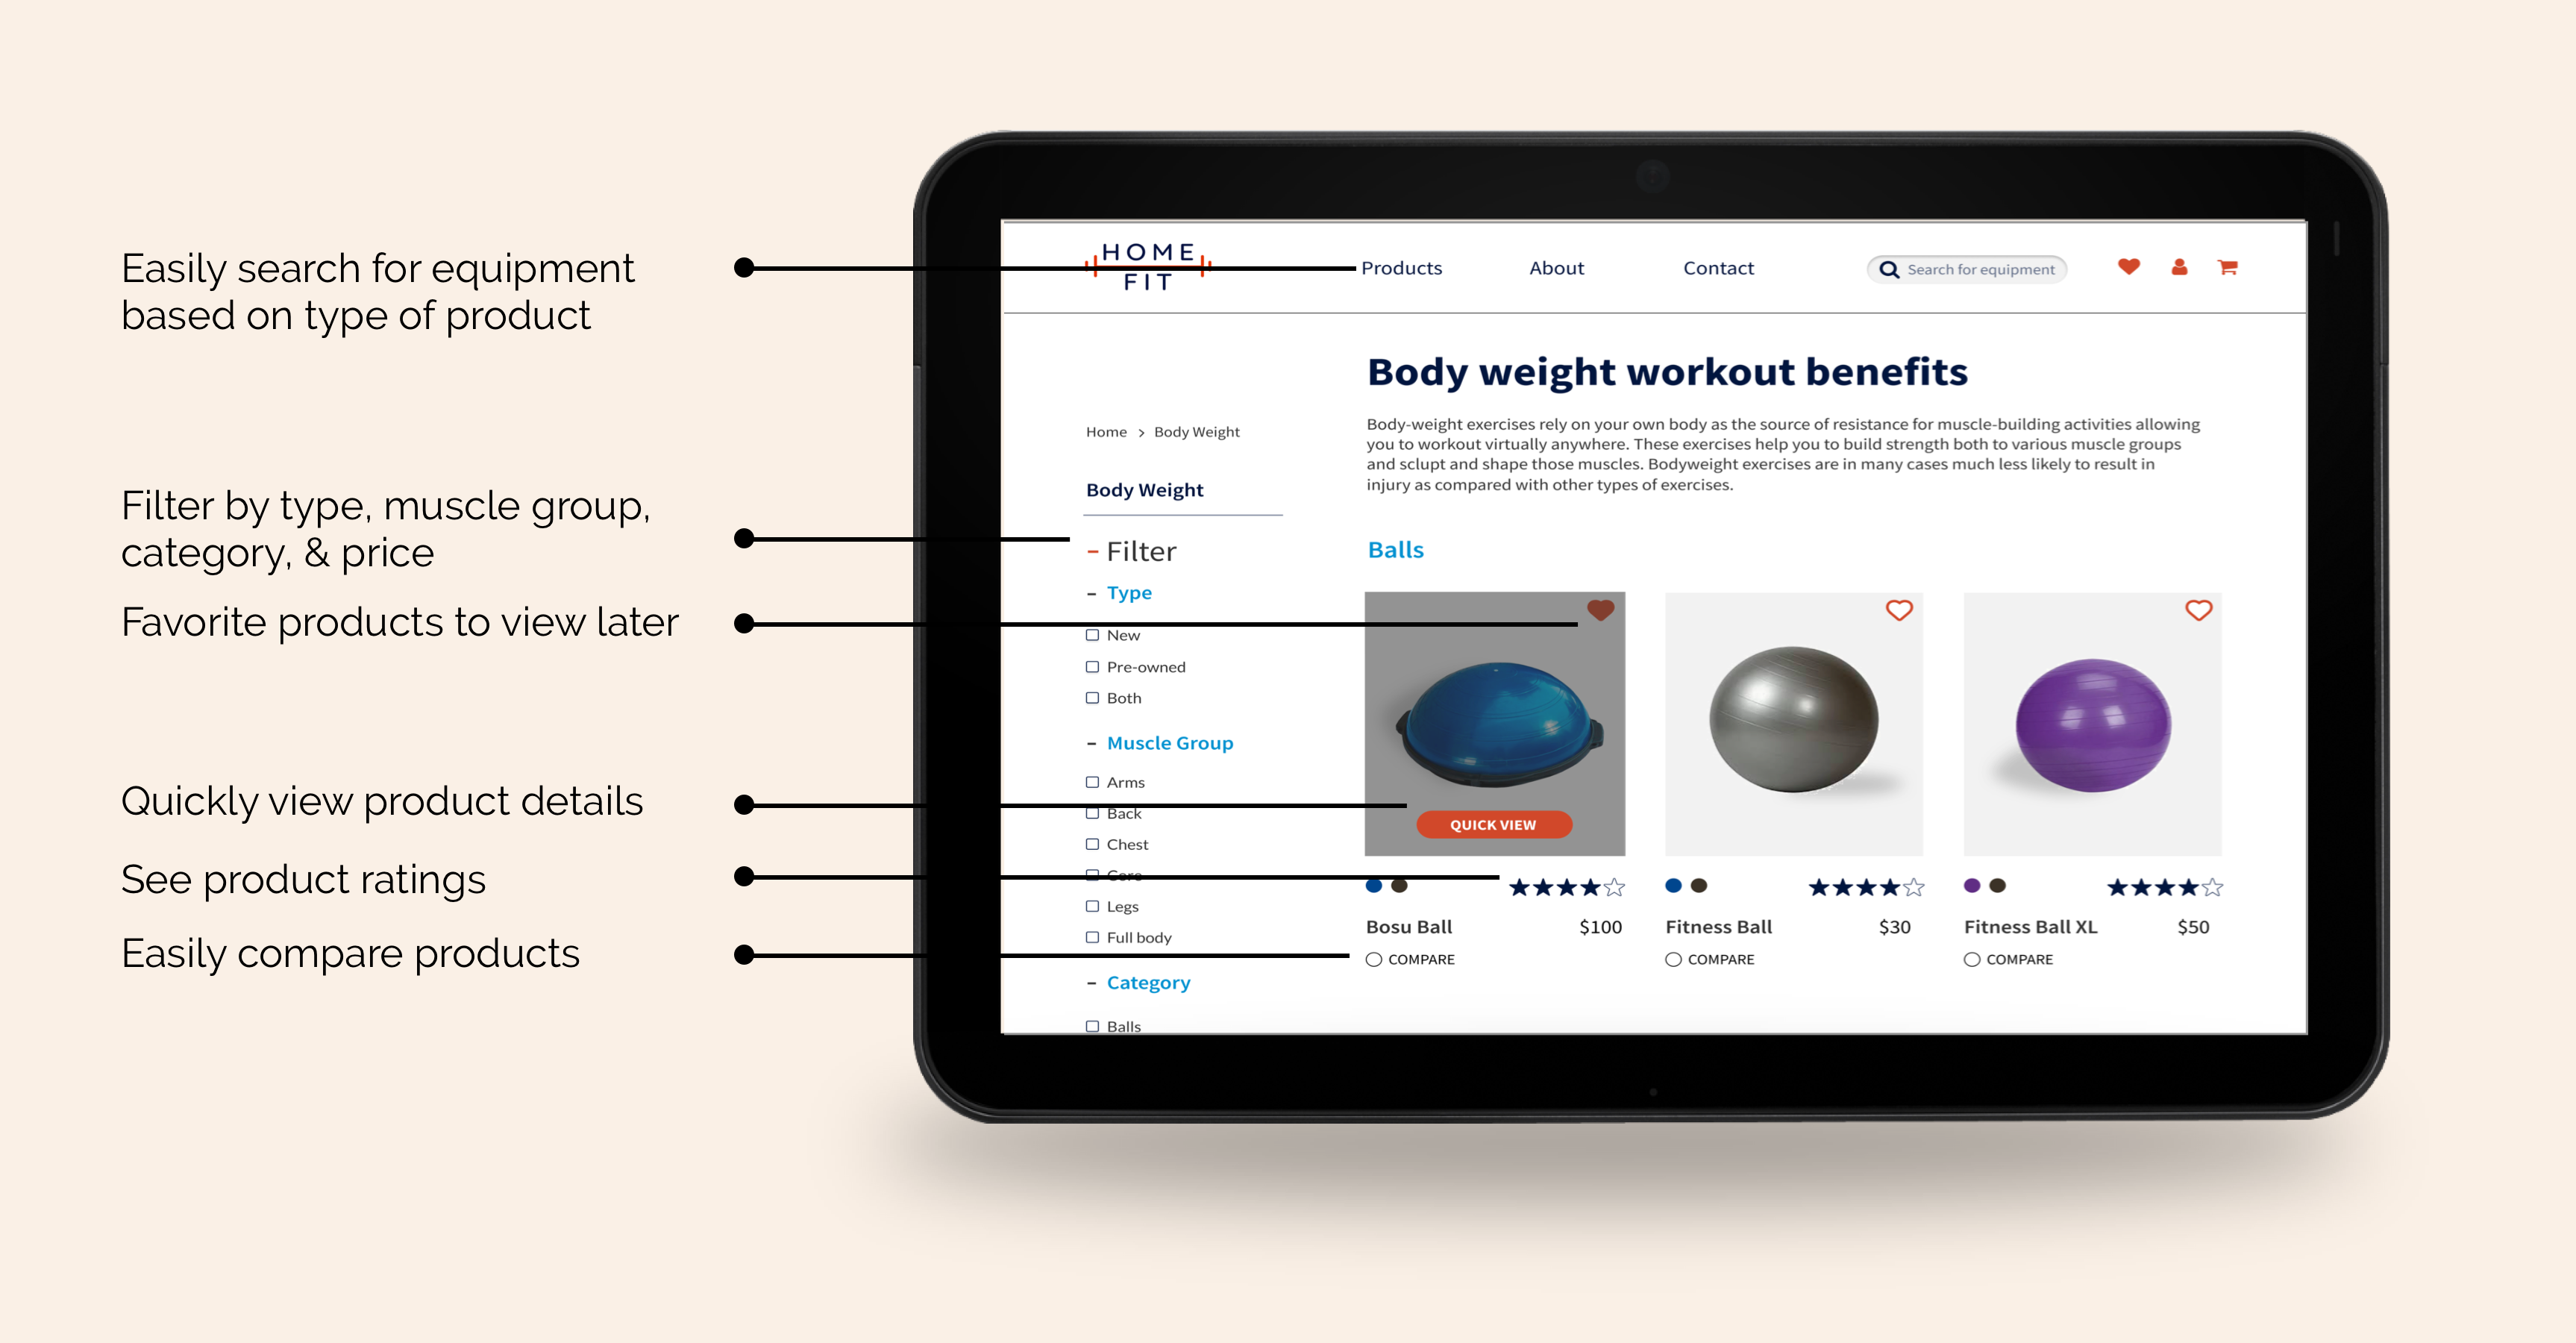 Easily search for equipment
based on type of product
Filter by type, muscle group,
category, & price
Favorite products to view later
Quickly view product details
See product ratings
Easily compare products
HOME
FIT
Products
About
Contact
Search for equipment
Home > Body Weight
Body Weight
– Filter
– Type
New
Pre-owned
Both
– Muscle Group
Arms
Back
Chest
Core
Legs
Full body
– Category
Balls
Body weight workout benefits
Body-weight exercises rely on your own body as the source of resistance for muscle-building activities allowing
you to workout virtually anywhere. These exercises help you to build strength both to various muscle groups
and sclupt and shape those muscles. Bodyweight exercises are in many cases much less likely to result in
injury as compared with other types of exercises.
Balls
QUICK VIEW
Bosu Ball $100
COMPARE
Fitness Ball $30
COMPARE
Fitness Ball XL $50
COMPARE